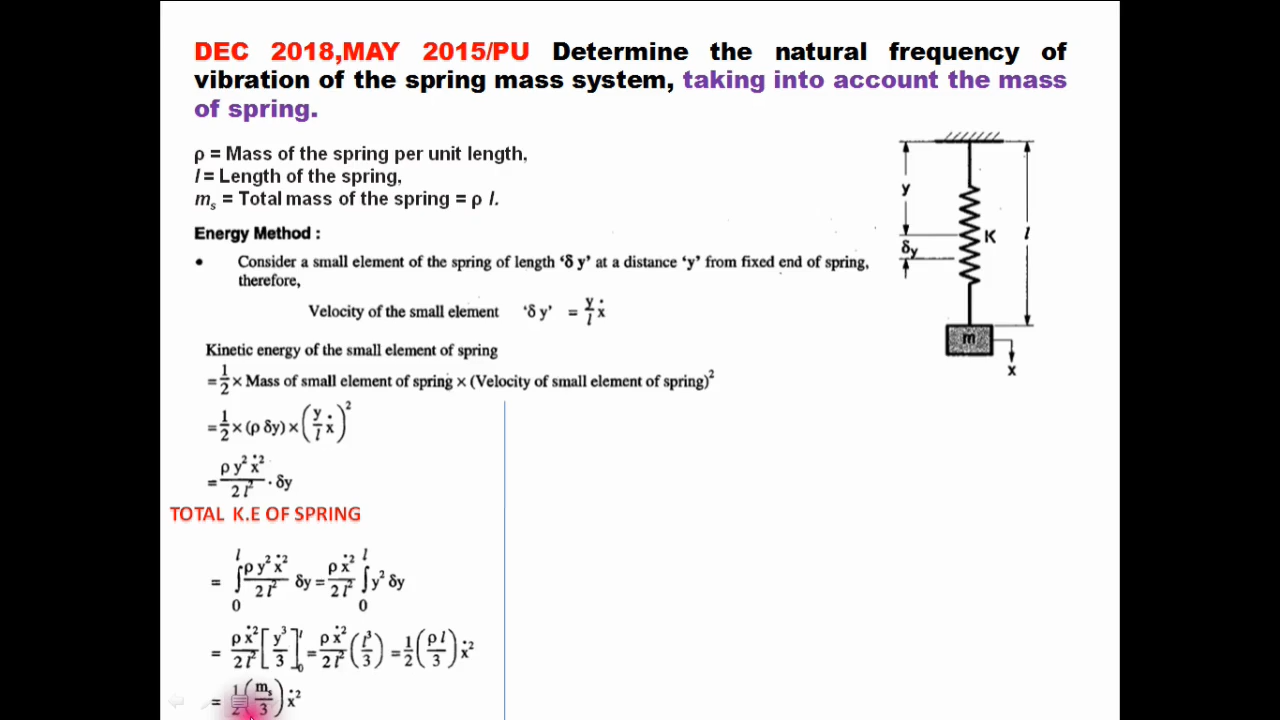 DEC 2018,MAY 2015/PU Determine the natural frequency of
vibration of the spring mass system, taking into account the mass
of spring.
ρ = Mass of the spring per unit length,
l = Length of the spring,
mₛ = Total mass of the spring = ρ l.
Energy Method :
• Consider a small element of the spring of length ‘δ y’ at a distance ‘y’ from fixed end of spring,
therefore,
Velocity of the small element ‘δ y’ = y/l ẋ
Kinetic energy of the small element of spring
= 1/2 × Mass of small element of spring × (Velocity of small element of spring)²
= 1/2 × (ρ δy) × (y/l ẋ)²
= ρ y² ẋ² / 2 l² · δy
TOTAL K.E OF SPRING
= ∫₀ˡ ρ y² ẋ² / 2 l² δy = ρ ẋ² / 2 l² ∫₀ˡ y² δy
= ρ ẋ² / 2 l² [y³/3]₀ˡ = ρ ẋ² / 2 l² (l³/3) = 1/2 (ρ l/3) ẋ²
= 1/2 (mₛ/3) ẋ²
y
δy
K
l
m
x